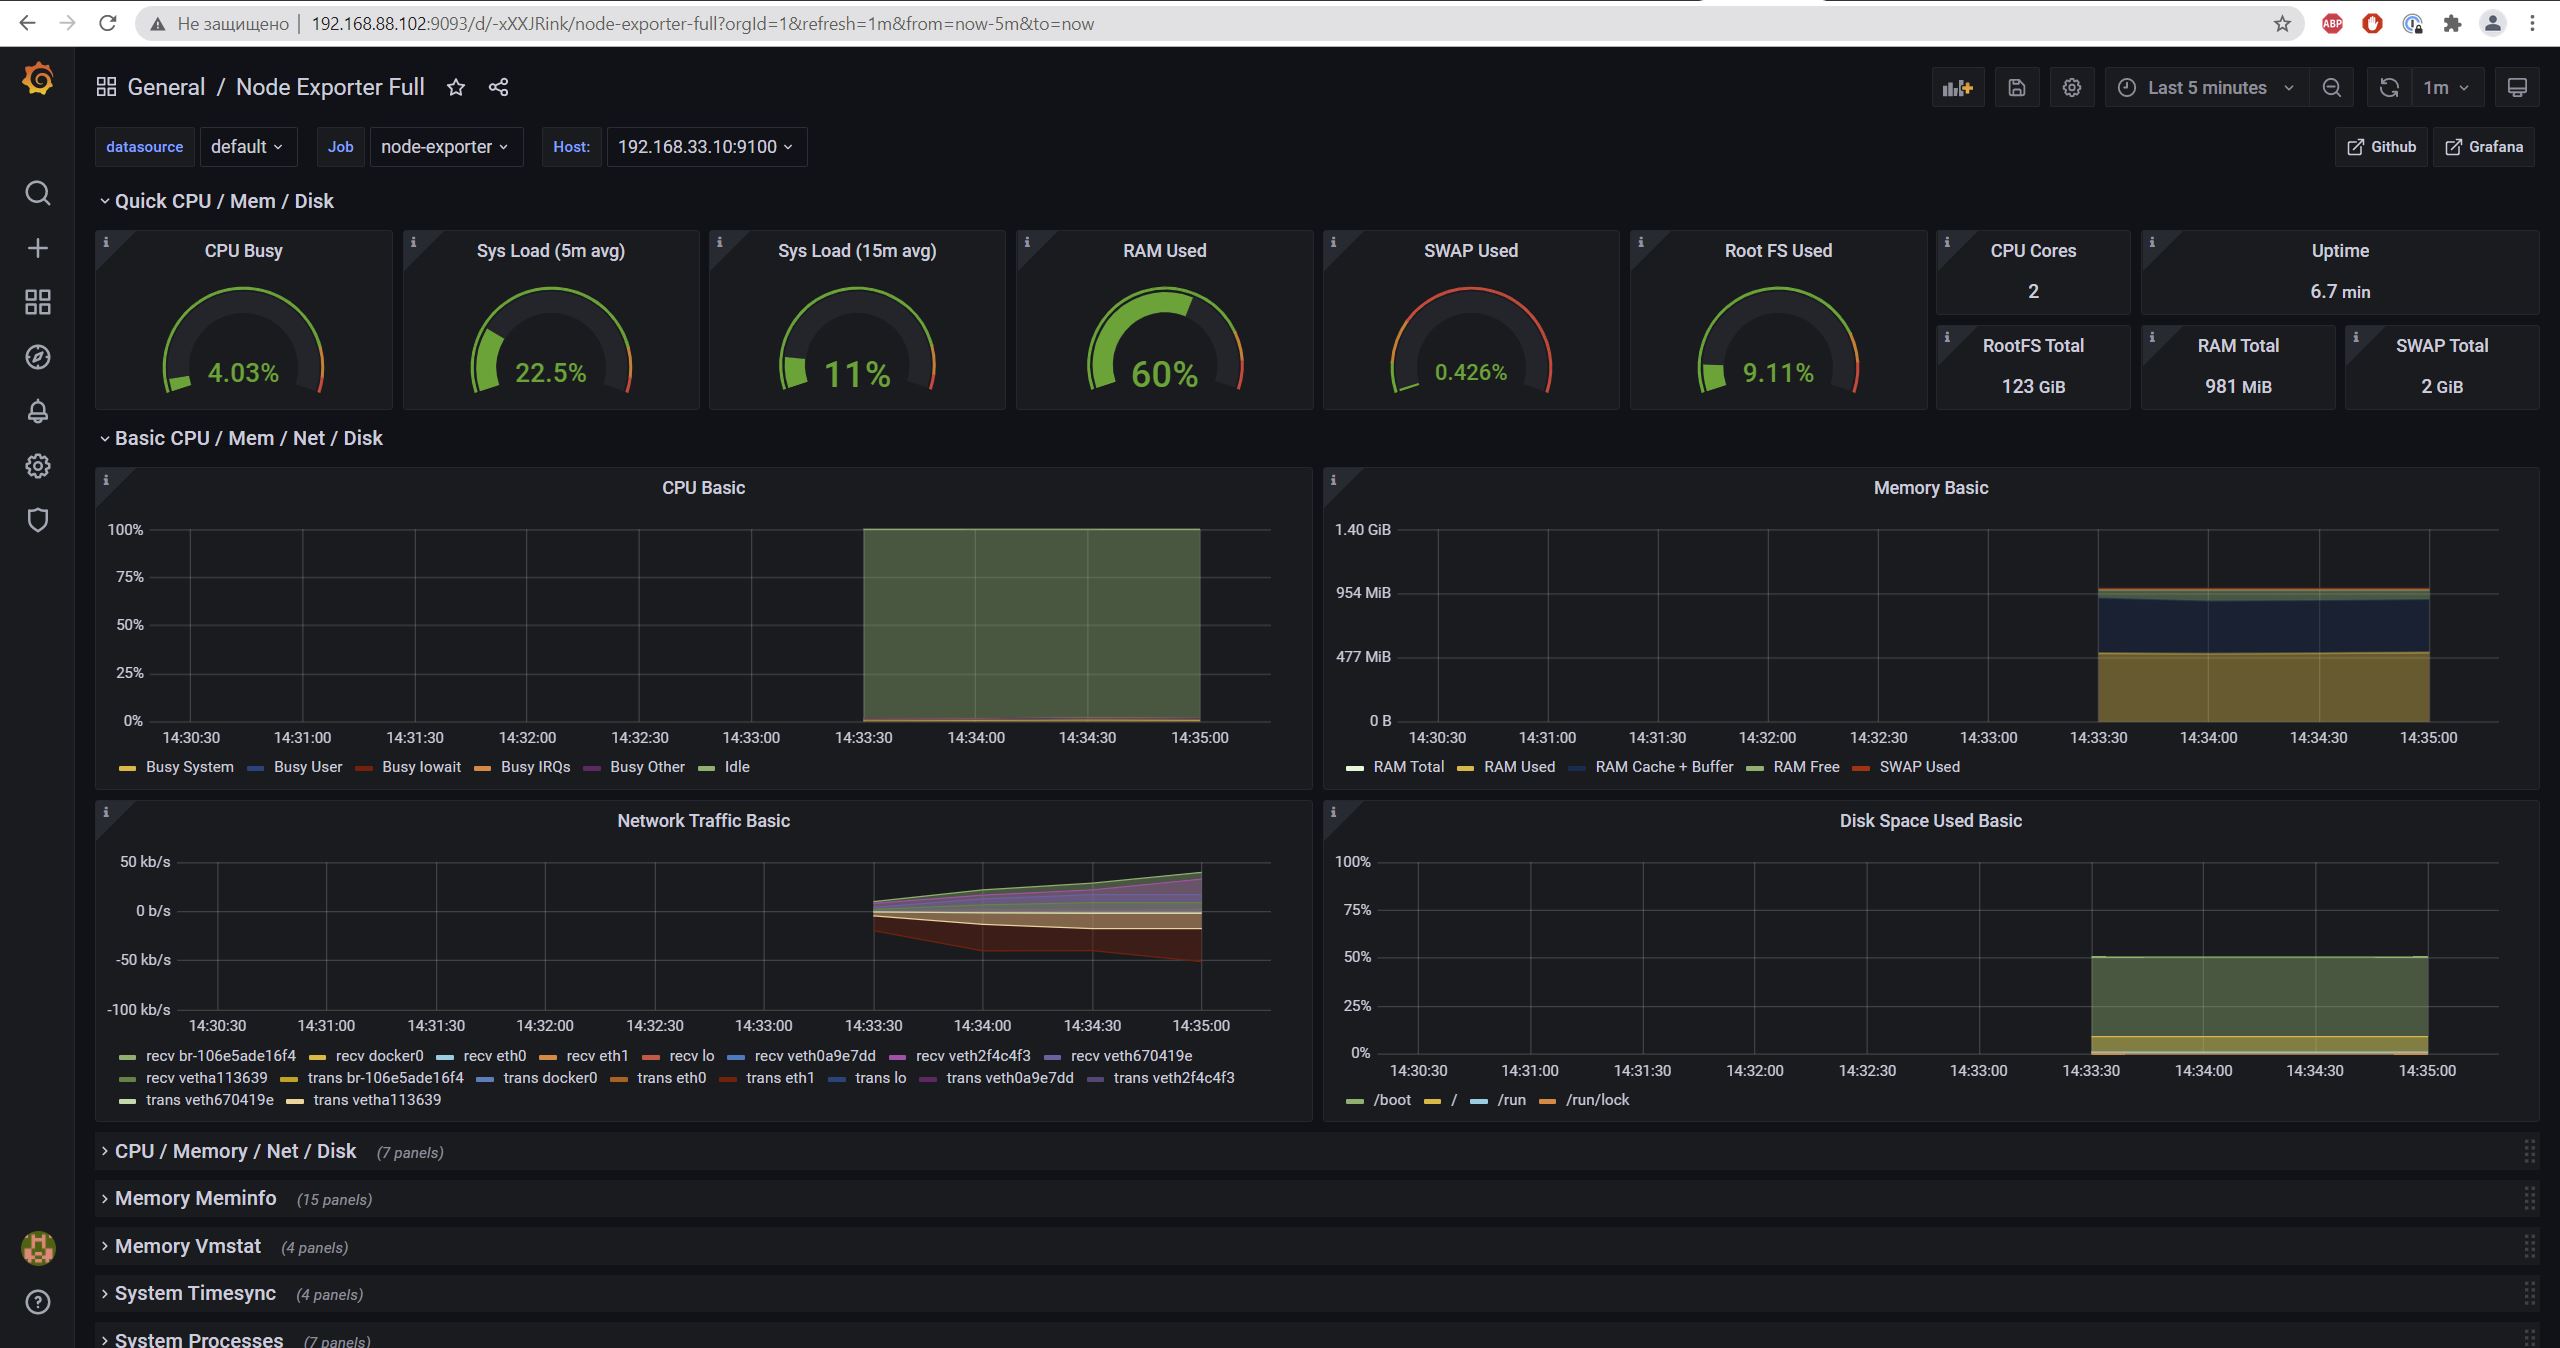 Не защищено | 192.168.88.102:9093/d/-xXXJRink/node-exporter-full?orgId=1&refresh=1m&from=now-5m&to=now
ABP
General / Node Exporter Full
Last 5 minutes
1m
datasource default Job node-exporter Host: 192.168.33.10:9100
Github Grafana
Quick CPU / Mem / Disk
CPU Busy
4.03%
Sys Load (5m avg)
22.5%
Sys Load (15m avg)
11%
RAM Used
60%
SWAP Used
0.426%
Root FS Used
9.11%
CPU Cores
2
Uptime
6.7 min
RootFS Total
123 GiB
RAM Total
981 MiB
SWAP Total
2 GiB
Basic CPU / Mem / Net / Disk
CPU Basic
100%
75%
50%
25%
0%
14:30:30 14:31:00 14:31:30 14:32:00 14:32:30 14:33:00 14:33:30 14:34:00 14:34:30 14:35:00
Busy System Busy User Busy Iowait Busy IRQs Busy Other Idle
Memory Basic
1.40 GiB
954 MiB
477 MiB
0 B
14:30:30 14:31:00 14:31:30 14:32:00 14:32:30 14:33:00 14:33:30 14:34:00 14:34:30 14:35:00
RAM Total RAM Used RAM Cache + Buffer RAM Free SWAP Used
Network Traffic Basic
50 kb/s
0 b/s
-50 kb/s
-100 kb/s
14:30:30 14:31:00 14:31:30 14:32:00 14:32:30 14:33:00 14:33:30 14:34:00 14:34:30 14:35:00
recv br-106e5ade16f4 recv docker0 recv eth0 recv eth1 recv lo recv veth0a9e7dd recv veth2f4c4f3 recv veth670419e
recv vetha113639 trans br-106e5ade16f4 trans docker0 trans eth0 trans eth1 trans lo trans veth0a9e7dd trans veth2f4c4f3
trans veth670419e trans vetha113639
Disk Space Used Basic
100%
75%
50%
25%
0%
14:30:30 14:31:00 14:31:30 14:32:00 14:32:30 14:33:00 14:33:30 14:34:00 14:34:30 14:35:00
/boot / /run /run/lock
CPU / Memory / Net / Disk (7 panels)
Memory Meminfo (15 panels)
Memory Vmstat (4 panels)
System Timesync (4 panels)
System Processes (7 panels)